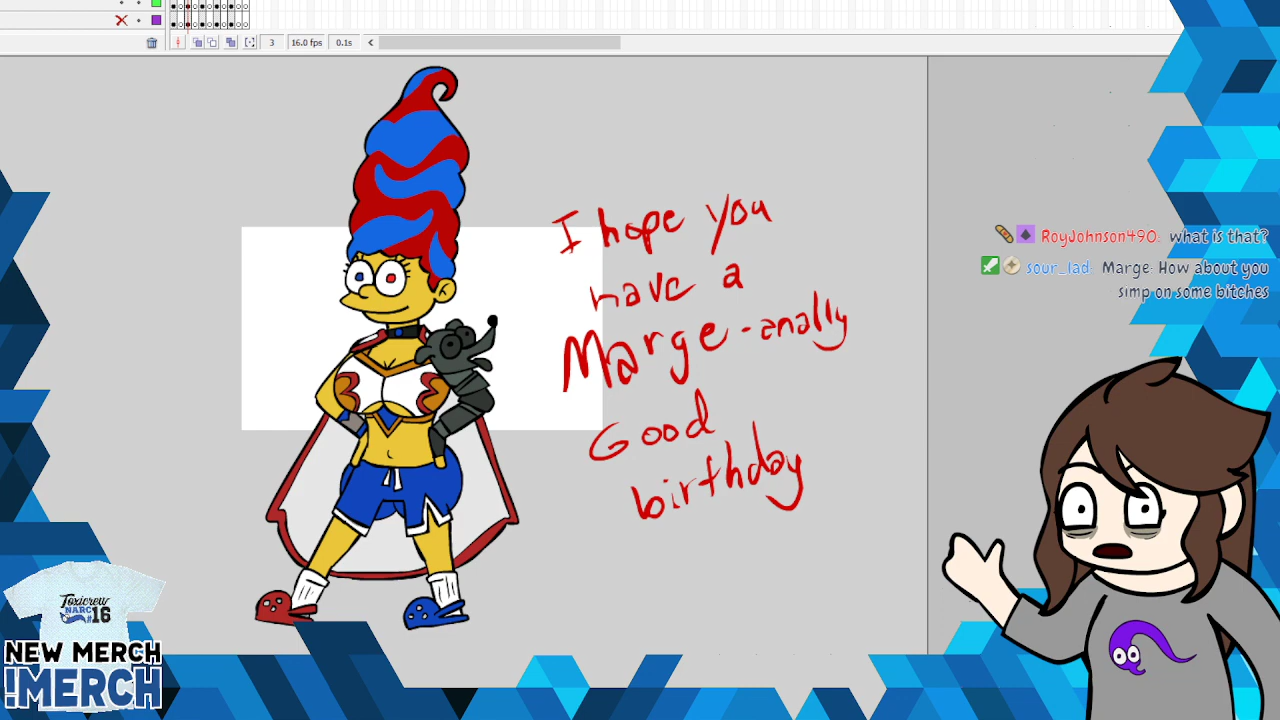 3 16.0 fps 0.1s
I hope you
have a
Marge-anally
Good
birthday
RoyJohnson490: what is that?
sour_lad: Marge: How about you
simp on some bitches
Toxicrew
NARC
#16
NEW MERCH
!MERCH